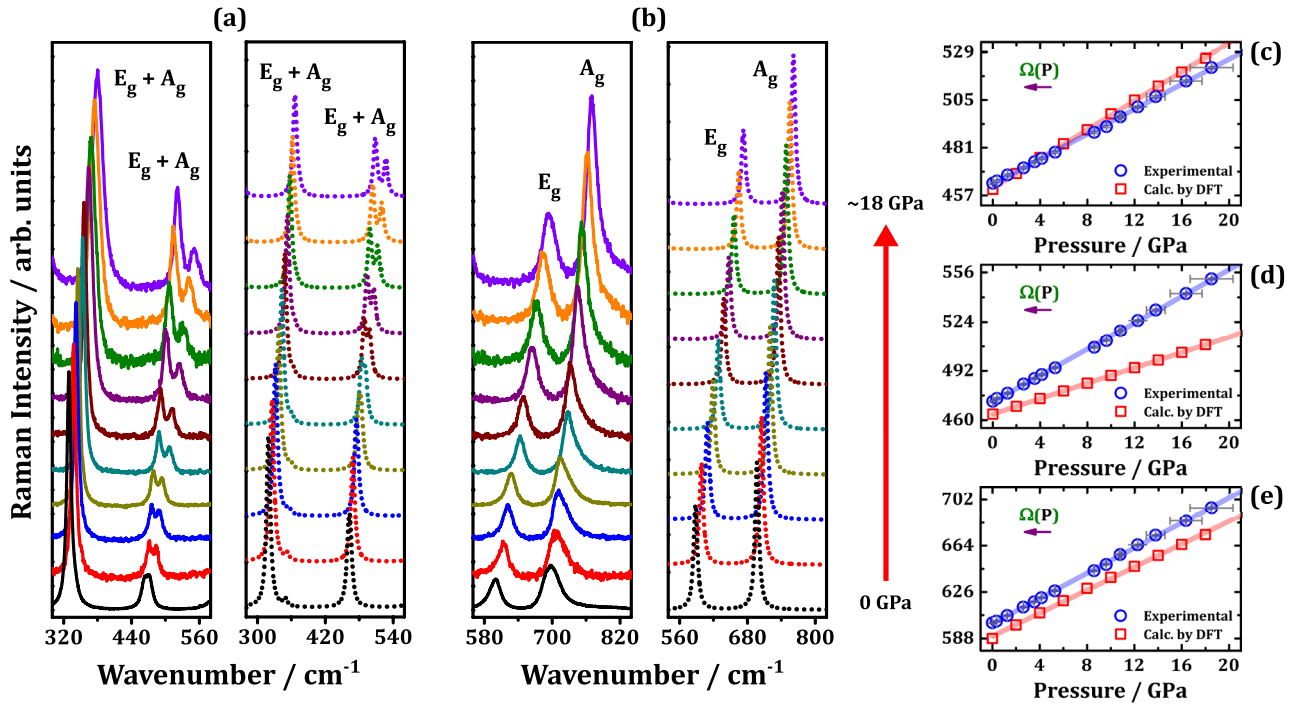 (a)
(b)
Raman Intensity / arb. units
E_g + A_g
E_g + A_g
320 440 560
E_g + A_g
E_g + A_g
300 420 540
Wavenumber / cm⁻¹
A_g
E_g
560 700 840
A_g
E_g
560 680 800
Wavenumber / cm⁻¹
~18 GPa
0 GPa
(c)
529
505
481
457
Ω(P)
Experimental
Calc. by DFT
0 4 8 12 16 20
Pressure / GPa
(d)
556
524
492
460
Ω(P)
Experimental
Calc. by DFT
0 4 8 12 16 20
Pressure / GPa
(e)
702
664
626
588
Ω(P)
Experimental
Calc. by DFT
0 4 8 12 16 20
Pressure / GPa